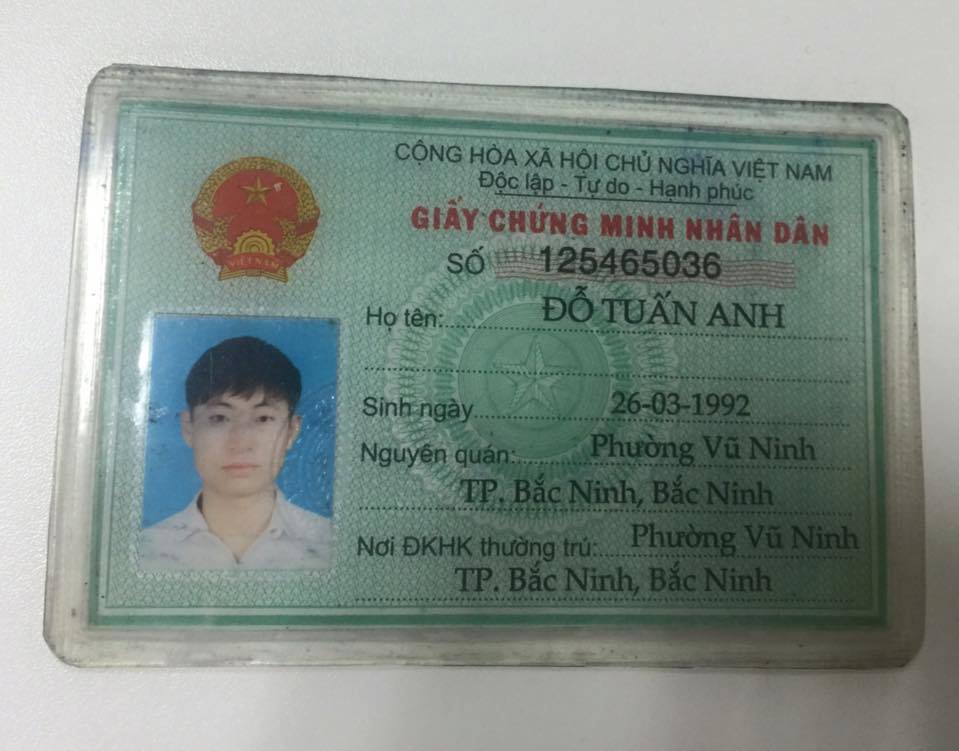 CỘNG HÒA XÃ HỘI CHỦ NGHĨA VIỆT NAM
Độc lập - Tự do - Hạnh phúc
GIẤY CHỨNG MINH NHÂN DÂN
SỐ 125465036
VIỆT NAM
Họ tên: ĐỖ TUẤN ANH
Sinh ngày 26-03-1992
Nguyên quán: Phường Vũ Ninh
TP. Bắc Ninh, Bắc Ninh
Nơi ĐKHK thường trú: Phường Vũ Ninh
TP. Bắc Ninh, Bắc Ninh